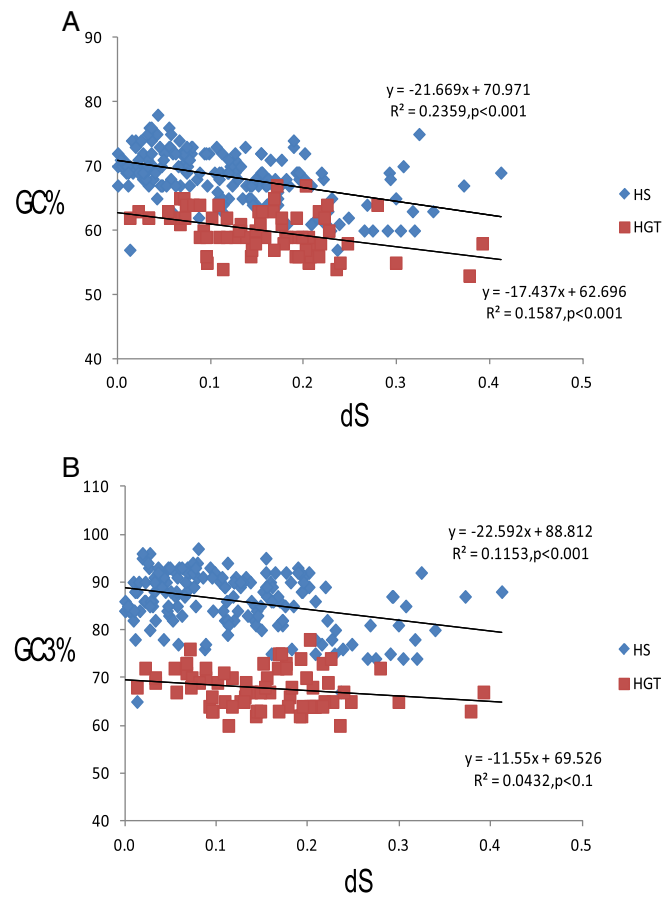 A
90
80
70
60
50
40
GC%
y = -21.669x + 70.971
R² = 0.2359,p<0.001
HS
HGT
y = -17.437x + 62.696
R² = 0.1587,p<0.001
0.0 0.1 0.2 0.3 0.4 0.5
dS
B
110
100
90
80
70
60
50
40
GC3%
y = -22.592x + 88.812
R² = 0.1153,p<0.001
HS
HGT
y = -11.55x + 69.526
R² = 0.0432,p<0.1
0.0 0.1 0.2 0.3 0.4 0.5
dS